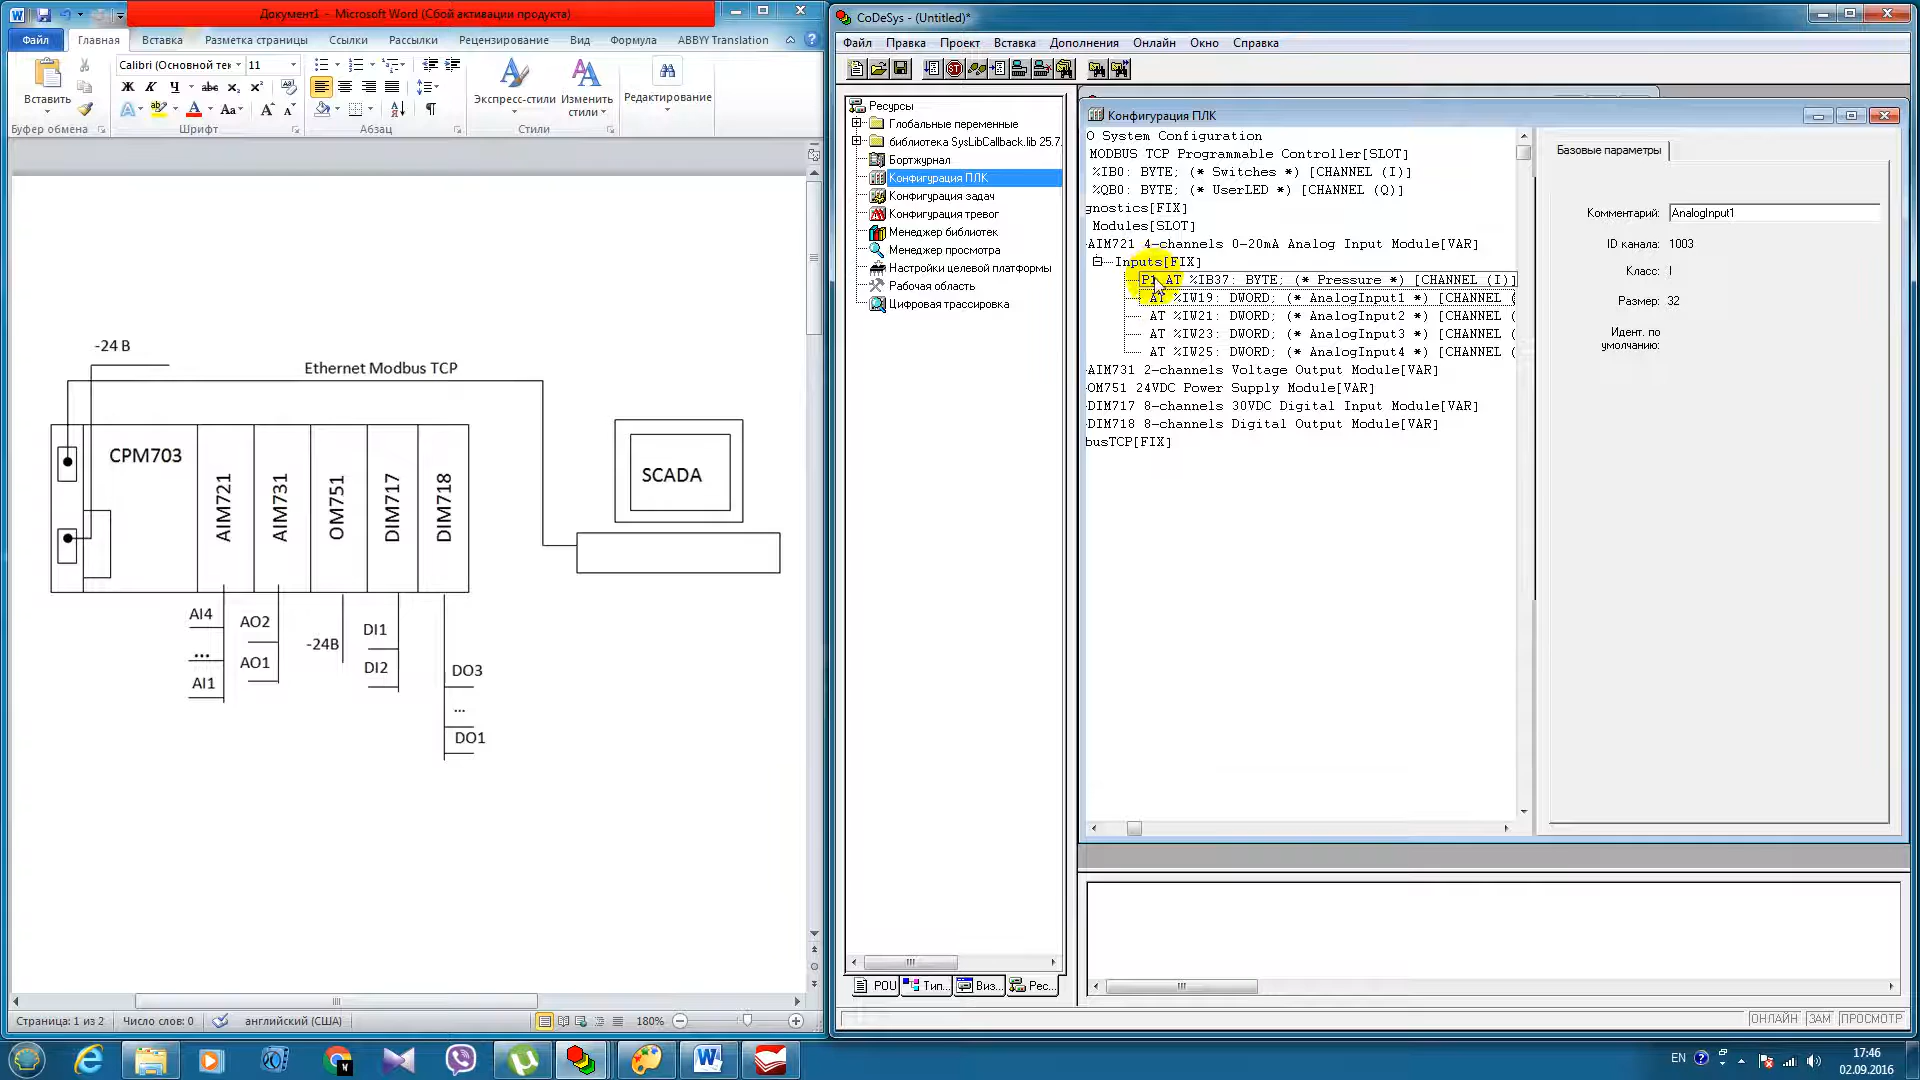 Документ1 - Microsoft Word (Сбой активации продукта)
Файл
Главная
Вставка
Разметка страницы
Ссылки
Рассылки
Рецензирование
Вид
Формула
ABBYY Translation
Вставить
Calibri (Основной тек
11
Ж К Ч abc x₂ x²
Aa
Экспресс-стили
Изменить стили
Редактирование
Буфер обмена
Шрифт
Абзац
Стили
-24 В
Ethernet Modbus TCP
CPM703
AIM721
AIM731
OM751
DIM717
DIM718
SCADA
AI4
...
AI1
AO2
AO1
-24В
DI1
DI2
DO3
...
DO1
Страница: 1 из 2
Число слов: 0
английский (США)
180%
CoDeSys - (Untitled)*
Файл Правка Проект Вставка Дополнения Онлайн Окно Справка
Ресурсы
Глобальные переменные
библиотека SysLibCallback.lib 25.7.
Бортжурнал
Конфигурация ПЛК
Конфигурация задач
Конфигурация тревог
Менеджер библиотек
Менеджер просмотра
Настройки целевой платформы
Рабочая область
Цифровая трассировка
POU
Тип...
Виз...
Рес...
Конфигурация ПЛК
O System Configuration
MODBUS TCP Programmable Controller[SLOT]
%IB0: BYTE; (* Switches *) [CHANNEL (I)]
%QB0: BYTE; (* UserLED *) [CHANNEL (Q)]
gnostics[FIX]
Modules[SLOT]
AIM721 4-channels 0-20mA Analog Input Module[VAR]
Inputs[FIX]
P1 AT %IB37: BYTE; (* Pressure *) [CHANNEL (I)]
AT %IW19: DWORD; (* AnalogInput1 *) [CHANNEL (
AT %IW21: DWORD; (* AnalogInput2 *) [CHANNEL (
AT %IW23: DWORD; (* AnalogInput3 *) [CHANNEL (
AT %IW25: DWORD; (* AnalogInput4 *) [CHANNEL (
AIM731 2-channels Voltage Output Module[VAR]
OM751 24VDC Power Supply Module[VAR]
DIM717 8-channels 30VDC Digital Input Module[VAR]
DIM718 8-channels Digital Output Module[VAR]
busTCP[FIX]
Базовые параметры
Комментарий: AnalogInput1
ID канала: 1003
Класс: I
Размер: 32
Идент. по
умолчанию:
ОНЛАЙН ЗАМ ПРОСМОТР
EN
17:46
02.09.2016